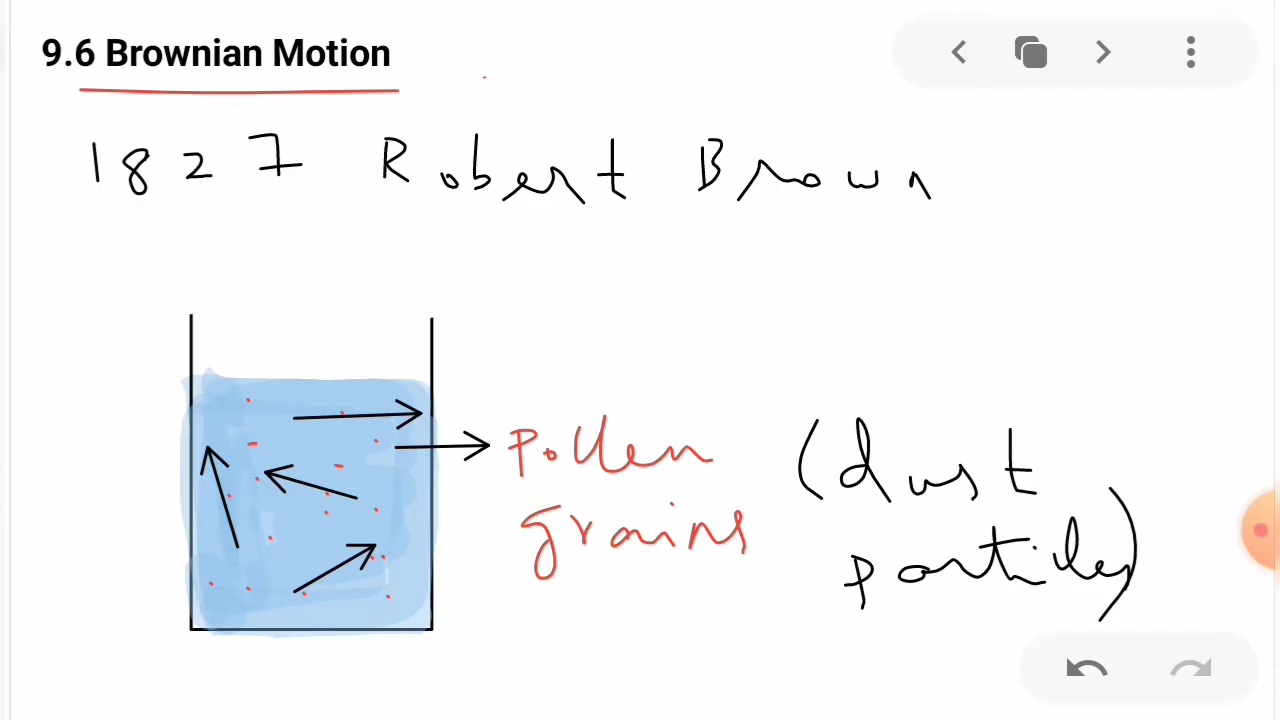 9.6 Brownian Motion
1827 Robert Brown
Pollen (dust
grains particles)